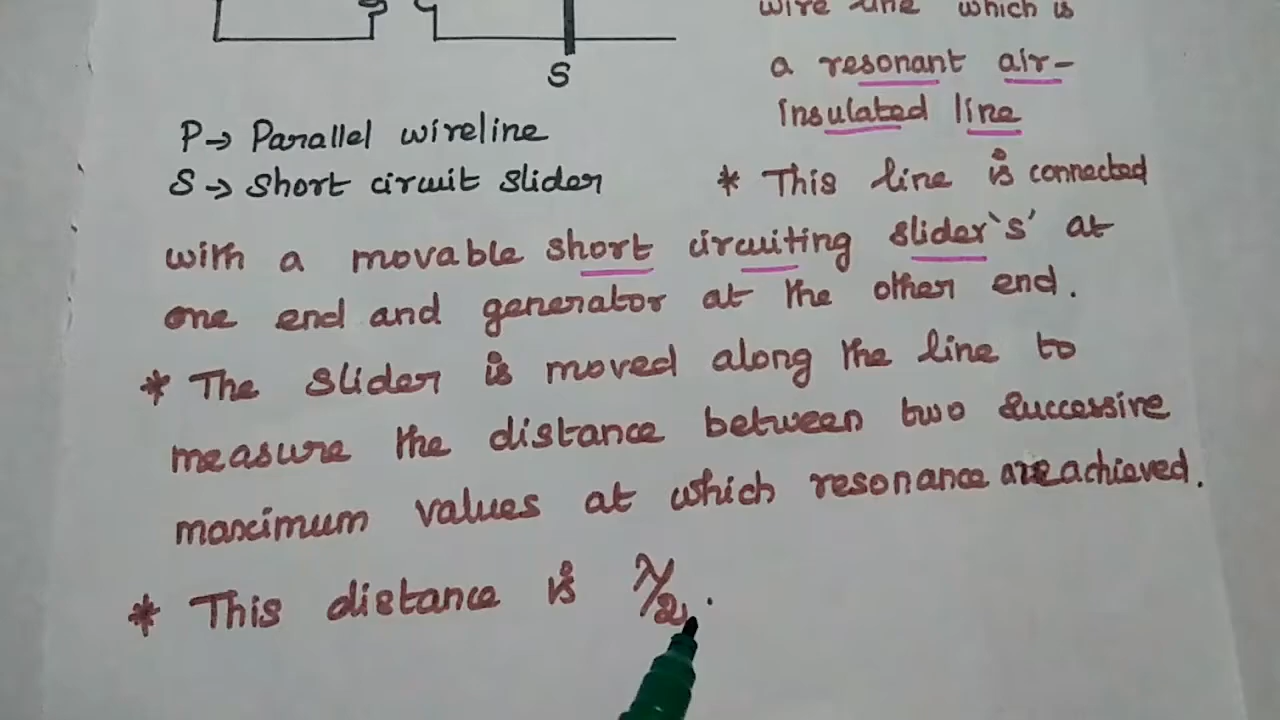 wire line which is
a resonant air-
insulated line
S
P → Parallel wireline
S → Short circuit slider
* This line is connected
with a movable short circuiting slider 's' at
one end and generator at the other end.
* The slider is moved along the line to
measure the distance between two successive
maximum values at which resonance are achieved.
* This distance is λ/2.